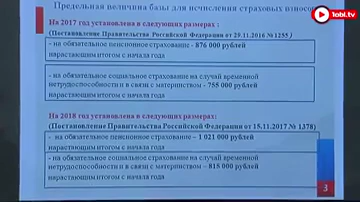 1obl.tv
Предельная величина базы для исчисления страховых взносов
На 2017 год установлена в следующих размерах :
(Постановление Правительства Российской Федерации от 29.11.2016 №1255 )
- на обязательное пенсионное страхование – 876 000 рублей
нарастающим итогом с начала года
- на обязательное социальное страхование на случай временной
нетрудоспособности и в связи с материнством – 755 000 рублей
нарастающим итогом с начала года
На 2018 год установлена в следующих размерах:
(Постановление Правительства Российской Федерации от 15.11.2017 № 1378)
- на обязательное пенсионное страхование – 1 021 000 рублей
нарастающим итогом с начала года
- на обязательное социальное страхование на случай временной
нетрудоспособности и в связи с материнством – 815 000 рублей
нарастающим итогом с начала года
3